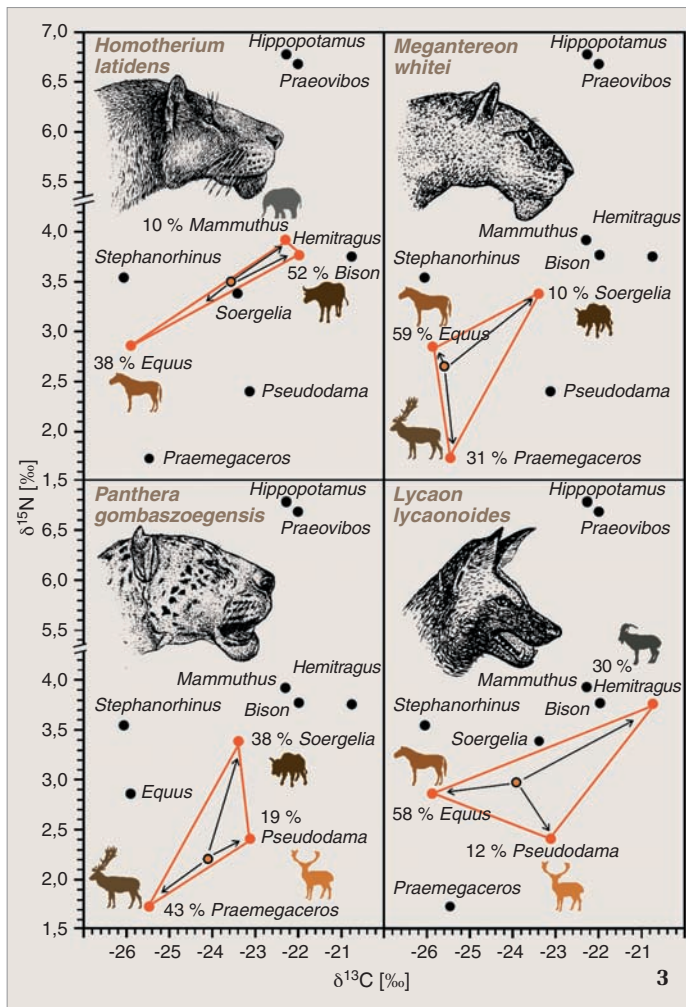 7,0
6,5
6,0
5,5
4,0
3,5
3,0
2,5
2,0
1,5
6,5
6,0
5,5
4,0
3,5
3,0
2,5
2,0
1,5
δ15N [‰]
Homotherium
latidens
Hippopotamus
Praeovibos
10 % Mammuthus
Hemitragus
Stephanorhinus
52 % Bison
Soergelia
38 % Equus
Pseudodama
Praemegaceros
Megantereon
whitei
Hippopotamus
Praeovibos
Hemitragus
Mammuthus
Bison
Stephanorhinus
10 % Soergelia
59 % Equus
Pseudodama
31 % Praemegaceros
Panthera
gombaszoegensis
Hippopotamus
Praeovibos
Hemitragus
Mammuthus
Bison
Stephanorhinus
38 % Soergelia
Equus
19 %
Pseudodama
43 % Praemegaceros
Lycaon
lycaonoides
Hippopotamus
Praeovibos
30 %
Mammuthus
Hemitragus
Bison
Stephanorhinus
Soergelia
58 % Equus
12 % Pseudodama
Praemegaceros
-26 -25 -24 -23 -22 -21 -26 -25 -24 -23 -22 -21
δ13C [‰]
3